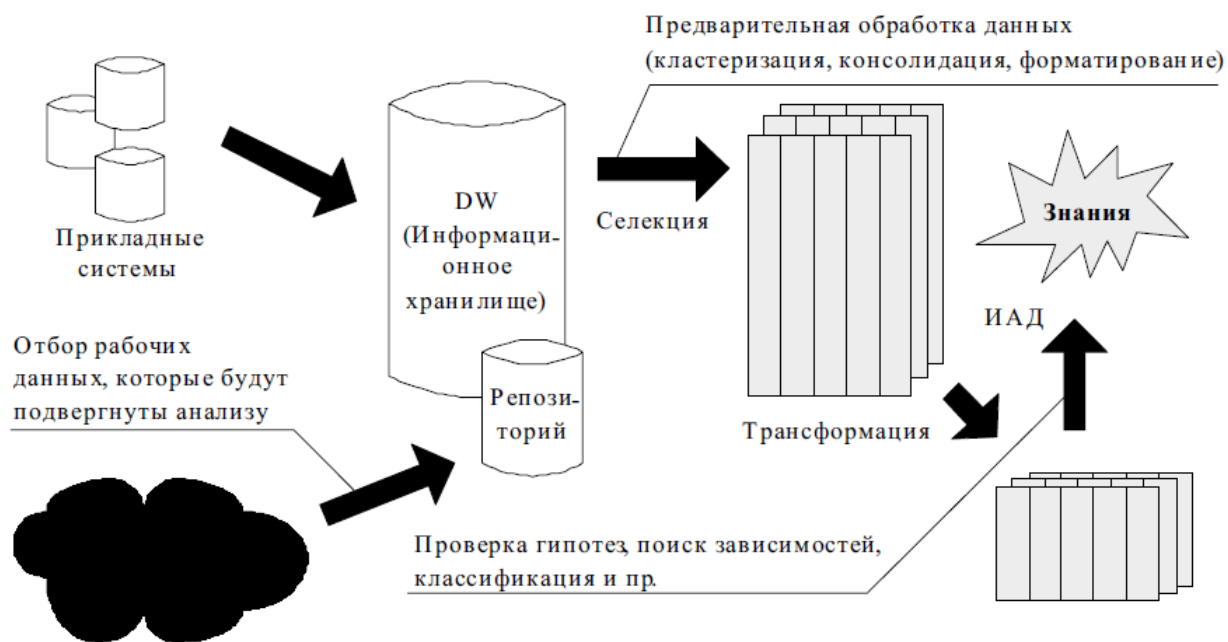 Предварительная обработка данных
(кластеризация, консолидация, форматирование)
Прикладные
системы
DW
(Информаци-
онное
хранилище)
Селекция
Знания
ИАД
Отбор рабочих
данных, которые будут
подвергнуты анализу
Репози-
торий
Трансформация
Проверка гипотез, поиск зависимостей,
классификация и пр.